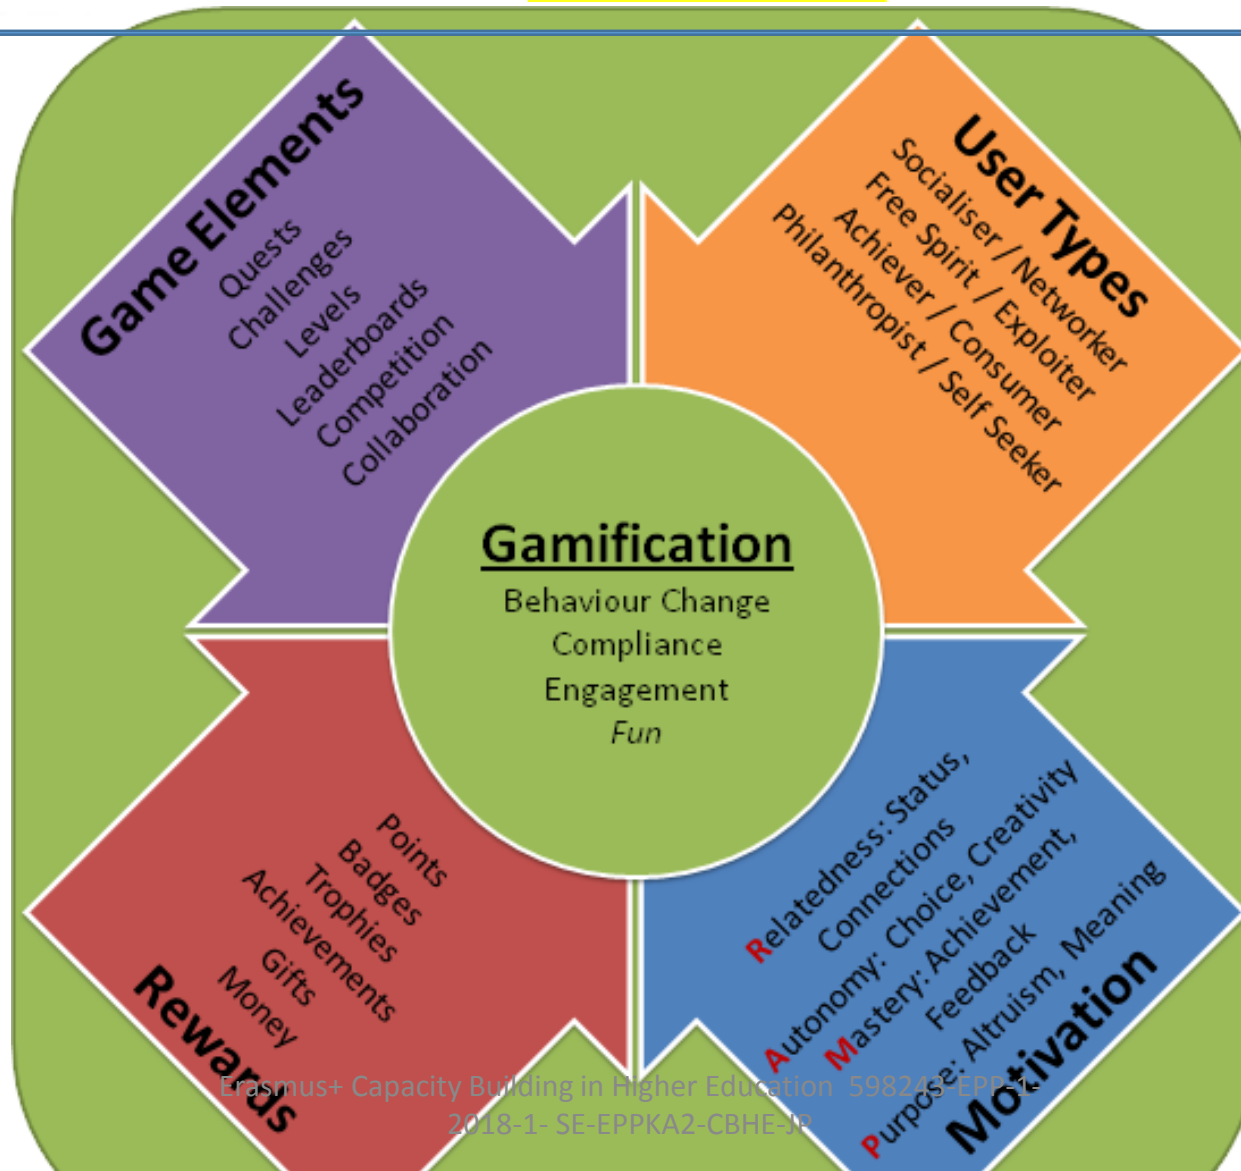 Game Elements
Quests
Challenges
Levels
Leaderboards
Competition
Collaboration
User Types
Socialiser / Networker
Free Spirit / Exploiter
Achiever / Consumer
Philanthropist / Self Seeker
Gamification
Behaviour Change
Compliance
Engagement
Fun
Points
Badges
Trophies
Achievements
Gifts
Money
Rewards
Relatedness: Status,
Connections
Autonomy: Choice, Creativity
Mastery: Achievement,
Feedback
Purpose: Altruism, Meaning
Motivation
Erasmus+ Capacity Building in Higher Education 598243-EPP-1-
2018-1- SE-EPPKA2-CBHE-JP